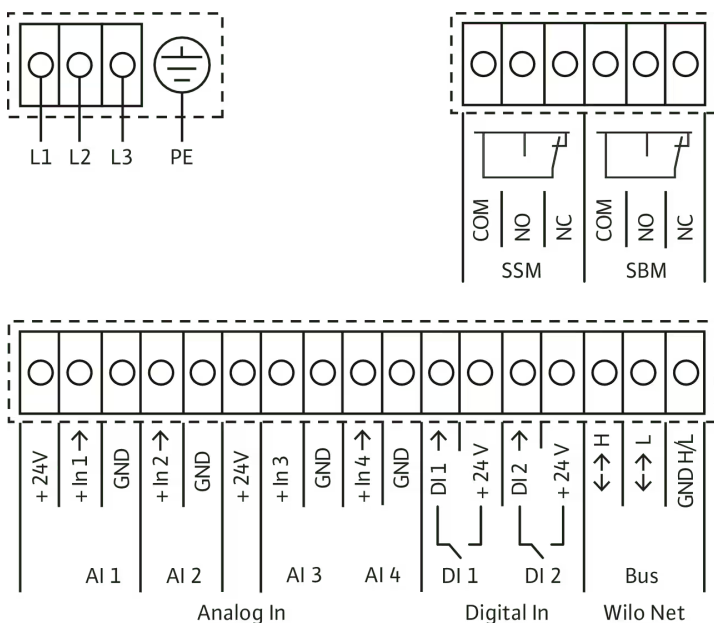 L1 L2 L3 PE
COM NO NC COM NO NC
SSM SBM
+ 24V + In 1 → GND + In 2 → GND + 24V + In 3 GND + In 4 → GND DI 1 → + 24 V DI 2 → + 24 V ↔ H ↔ L GND H/L
AI 1 AI 2 AI 3 AI 4 DI 1 DI 2 Bus
Analog In Digital In Wilo Net